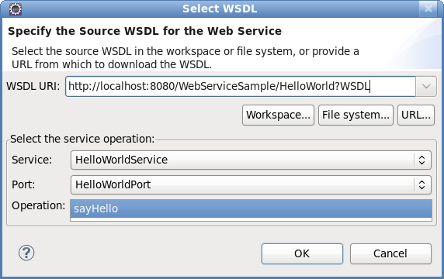 Select WSDL
Specify the Source WSDL for the Web Service
Select the source WSDL in the workspace or file system, or provide a
URL from which to download the WSDL.
WSDL URI: http://localhost:8080/WebServiceSample/HelloWorld?WSDL
Workspace... File system... URL...
Select the service operation:
Service: HelloWorldService
Port: HelloWorldPort
Operation: sayHello
? OK Cancel